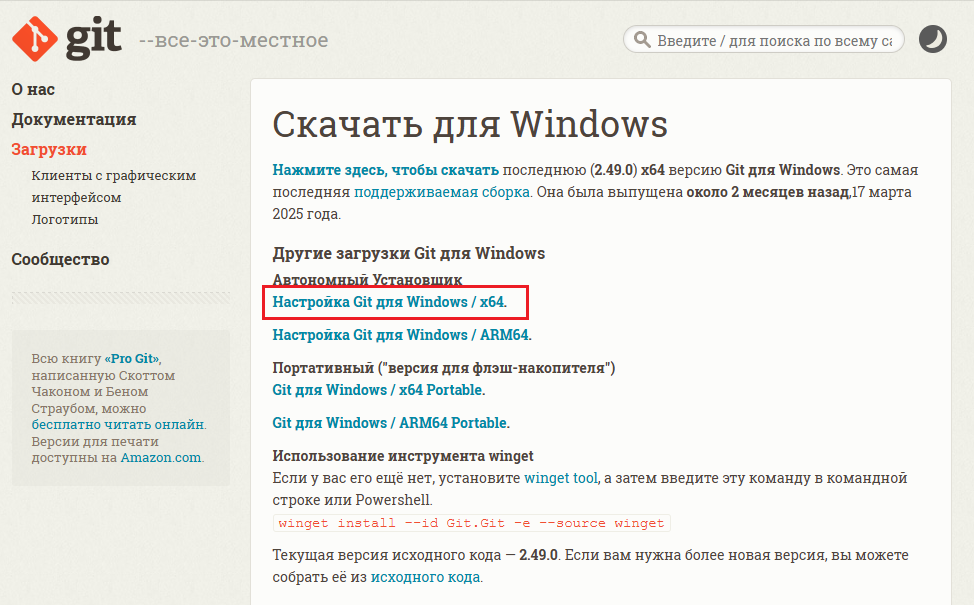 git --все-это-местное
Введите / для поиска по всему са
О нас
Документация
Загрузки
Клиенты с графическим
интерфейсом
Логотипы
Сообщество
Всю книгу «Pro Git»,
написанную Скоттом
Чаконом и Беном
Страубом, можно
бесплатно читать онлайн.
Версии для печати
доступны на Amazon.com.
Скачать для Windows
Нажмите здесь, чтобы скачать последнюю (2.49.0) x64 версию Git для Windows. Это самая
последняя поддерживаемая сборка. Она была выпущена около 2 месяцев назад,17 марта
2025 года.
Другие загрузки Git для Windows
Автономный Установщик
Настройка Git для Windows / x64.
Настройка Git для Windows / ARM64.
Портативный ("версия для флэш-накопителя")
Git для Windows / x64 Portable.
Git для Windows / ARM64 Portable.
Использование инструмента winget
Если у вас его ещё нет, установите winget tool, а затем введите эту команду в командной
строке или Powershell.
winget install --id Git.Git -e --source winget
Текущая версия исходного кода — 2.49.0. Если вам нужна более новая версия, вы можете
собрать её из исходного кода.